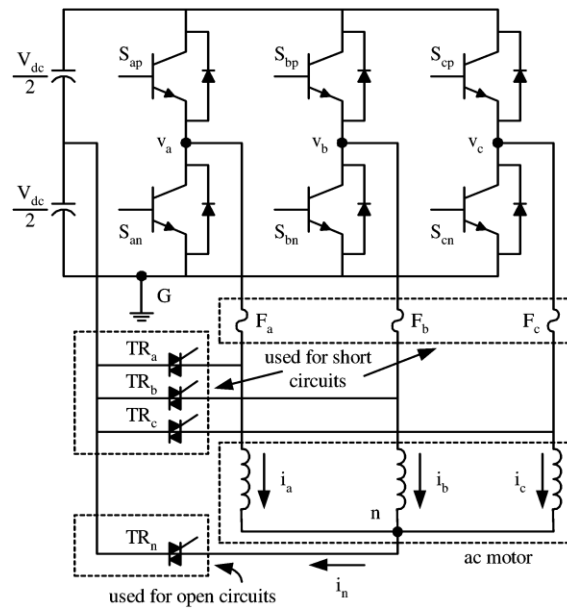 V_dc
2
V_dc
2
S_ap
S_bp
S_cp
v_a
v_b
v_c
S_an
S_bn
S_cn
G
F_a
F_b
F_c
TR_a
TR_b
TR_c
used for short
circuits
i_a
i_b
i_c
n
TR_n
ac motor
i_n
used for open circuits